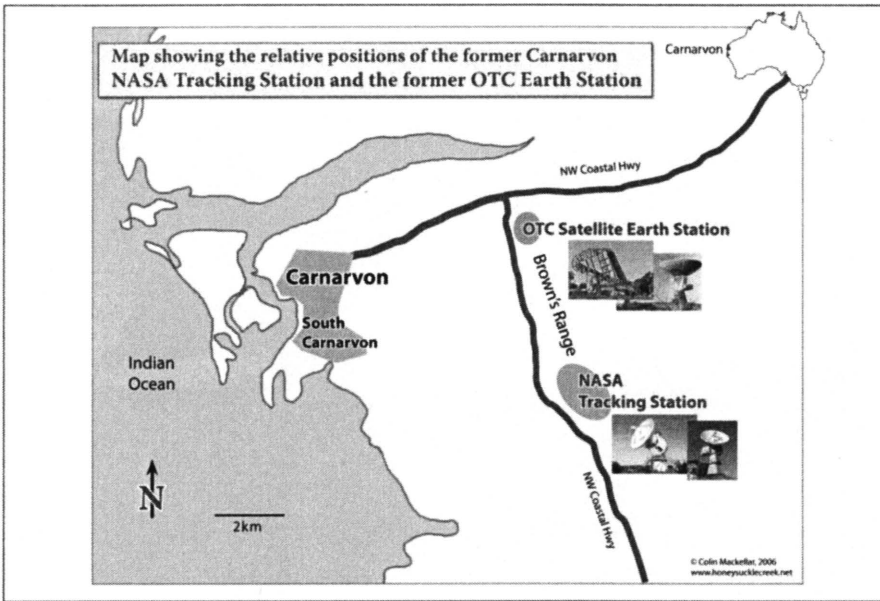 Map showing the relative positions of the former Carnarvon
NASA Tracking Station and the former OTC Earth Station
Carnarvon
NW Coastal Hwy
OTC Satellite Earth Station
Brown's Range
Carnarvon
South
Carnarvon
Indian
Ocean
NASA
Tracking Station
N
2km
NW Coastal Hwy
© Colin Mackellar, 2006
www.honeysucklecreek.net